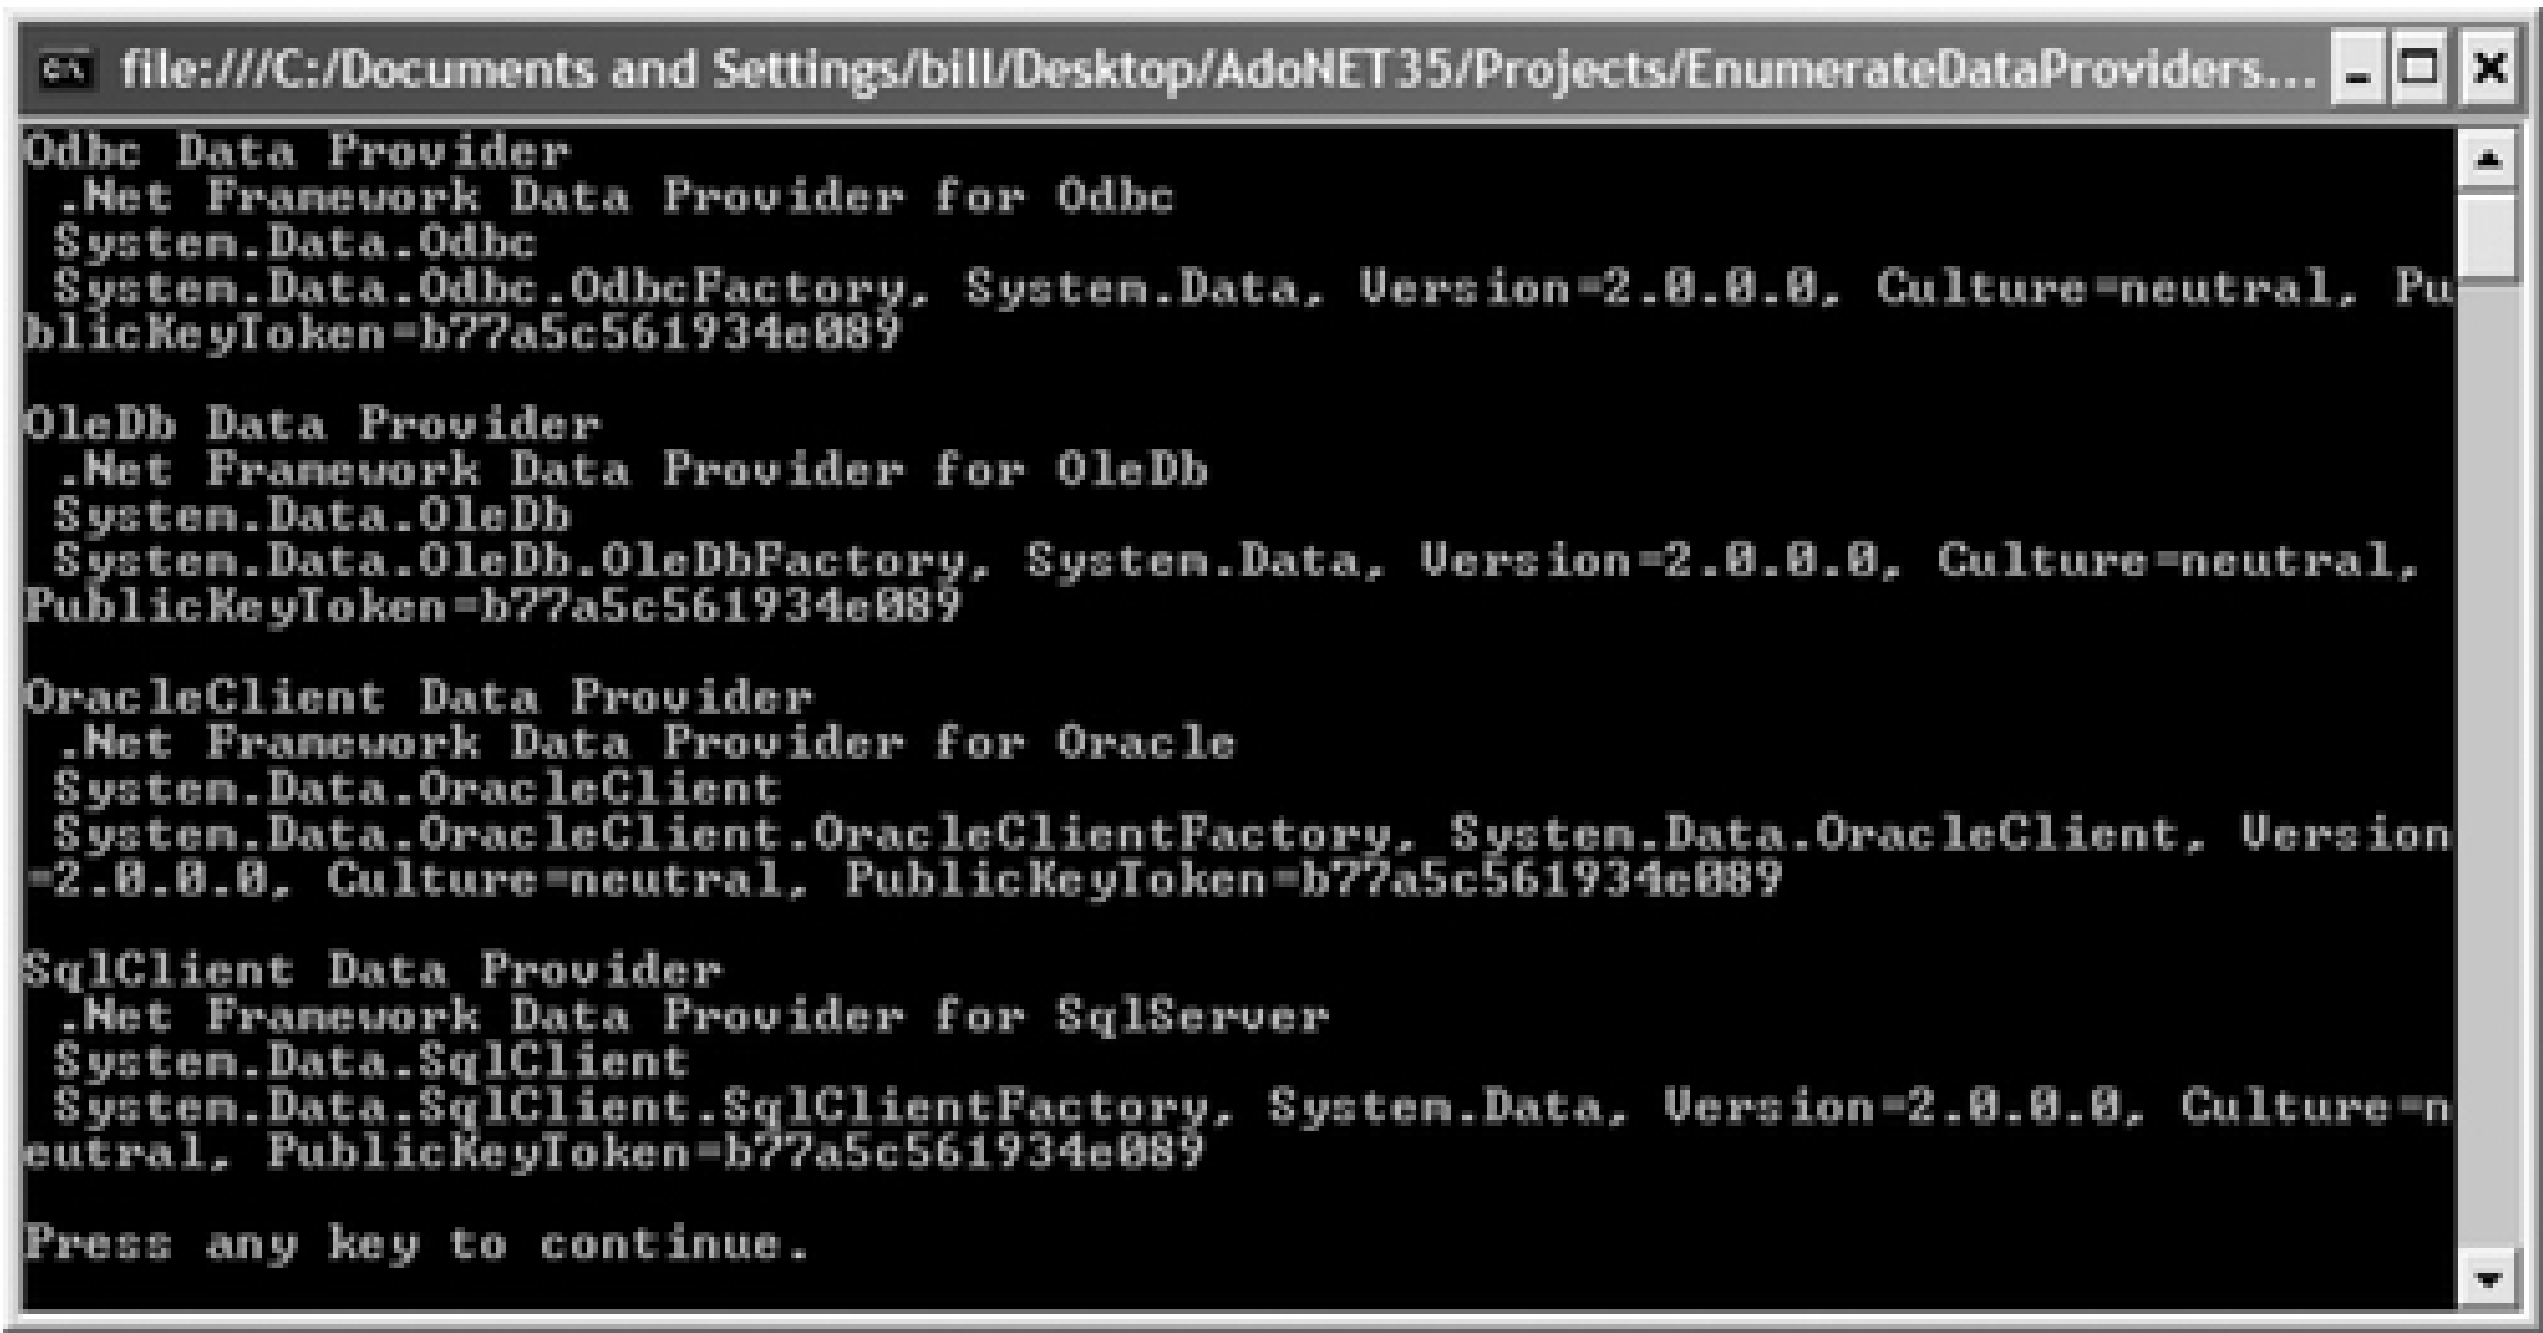 file:///C:/Documents and Settings/bill/Desktop/AdoNET35/Projects/EnumerateDataProviders...
Odbc Data Provider
.Net Framework Data Provider for Odbc
System.Data.Odbc
System.Data.Odbc.OdbcFactory, System.Data, Version=2.0.0.0, Culture=neutral, Pu
blicKeyToken=b77a5c561934e089
OleDb Data Provider
.Net Framework Data Provider for OleDb
System.Data.OleDb
System.Data.OleDb.OleDbFactory, System.Data, Version=2.0.0.0, Culture=neutral,
PublicKeyToken=b77a5c561934e089
OracleClient Data Provider
.Net Framework Data Provider for Oracle
System.Data.OracleClient
System.Data.OracleClient.OracleClientFactory, System.Data.OracleClient, Version
=2.0.0.0, Culture=neutral, PublicKeyToken=b77a5c561934e089
SqlClient Data Provider
.Net Framework Data Provider for SqlServer
System.Data.SqlClient
System.Data.SqlClient.SqlClientFactory, System.Data, Version=2.0.0.0, Culture=n
eutral, PublicKeyToken=b77a5c561934e089
Press any key to continue.